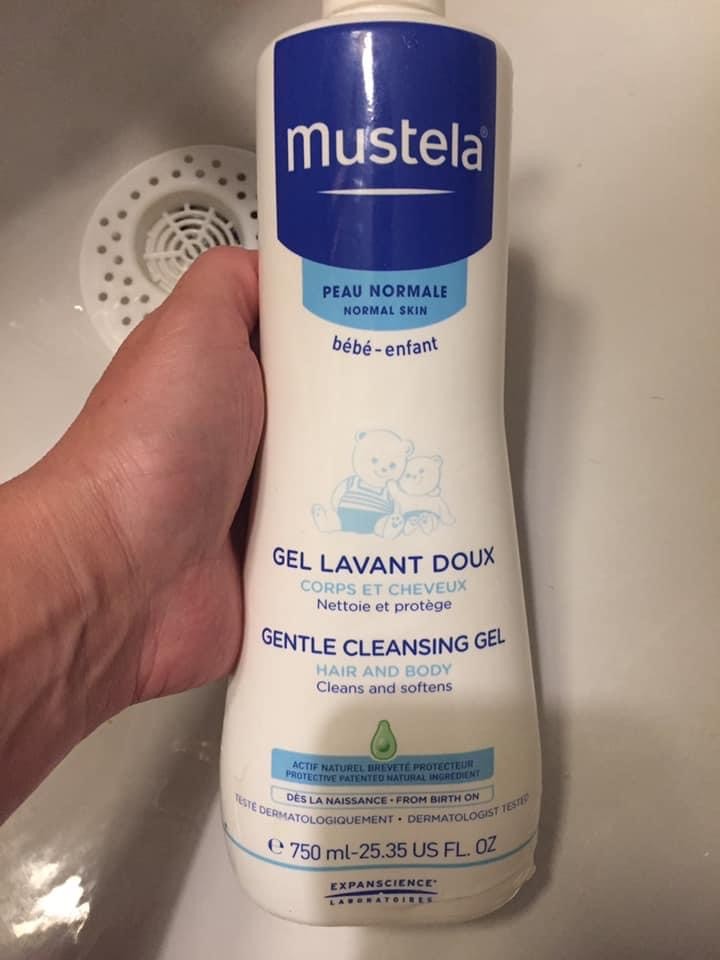 mustela®
PEAU NORMALE
NORMAL SKIN
bébé-enfant
GEL LAVANT DOUX
CORPS ET CHEVEUX
Nettoie et protège
GENTLE CLEANSING GEL
HAIR AND BODY
Cleans and softens
ACTIF NATUREL BREVETÉ PROTECTEUR
PROTECTIVE PATENTED NATURAL INGREDIENT
DÈS LA NAISSANCE • FROM BIRTH ON
TESTÉ DERMATOLOGIQUEMENT • DERMATOLOGIST TESTED
℮ 750 ml-25.35 US FL. OZ
EXPANSCIENCE®
LABORATOIRES